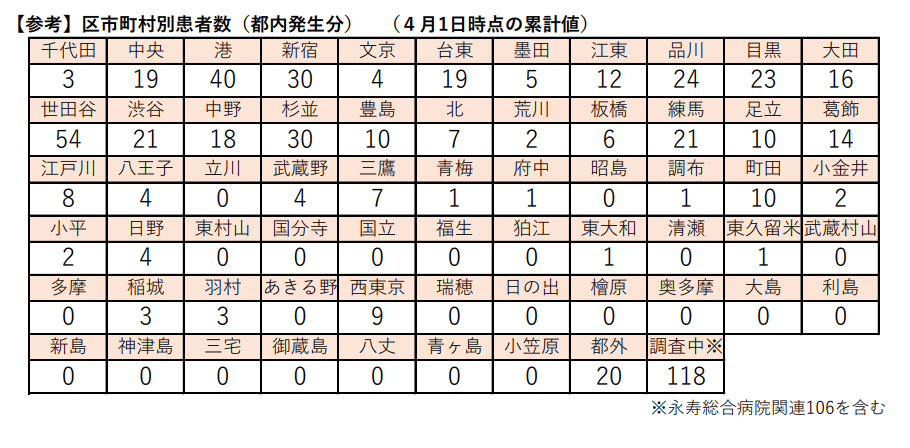 【参考】区市町村別患者数（都内発生分） （４月1日時点の累計値）
千代田 中央 港 新宿 文京 台東 墨田 江東 品川 目黒 大田
3 19 40 30 4 19 5 12 24 23 16
世田谷 渋谷 中野 杉並 豊島 北 荒川 板橋 練馬 足立 葛飾
54 21 18 30 10 7 2 6 21 10 14
江戸川 八王子 立川 武蔵野 三鷹 青梅 府中 昭島 調布 町田 小金井
8 4 0 4 7 1 1 0 1 10 2
小平 日野 東村山 国分寺 国立 福生 狛江 東大和 清瀬 東久留米 武蔵村山
2 4 0 0 0 0 0 1 0 1 0
多摩 稲城 羽村 あきる野 西東京 瑞穂 日の出 檜原 奥多摩 大島 利島
0 3 3 0 9 0 0 0 0 0 0
新島 神津島 三宅 御蔵島 八丈 青ヶ島 小笠原 都外 調査中※
0 0 0 0 0 0 0 20 118
※永寿総合病院関連106を含む